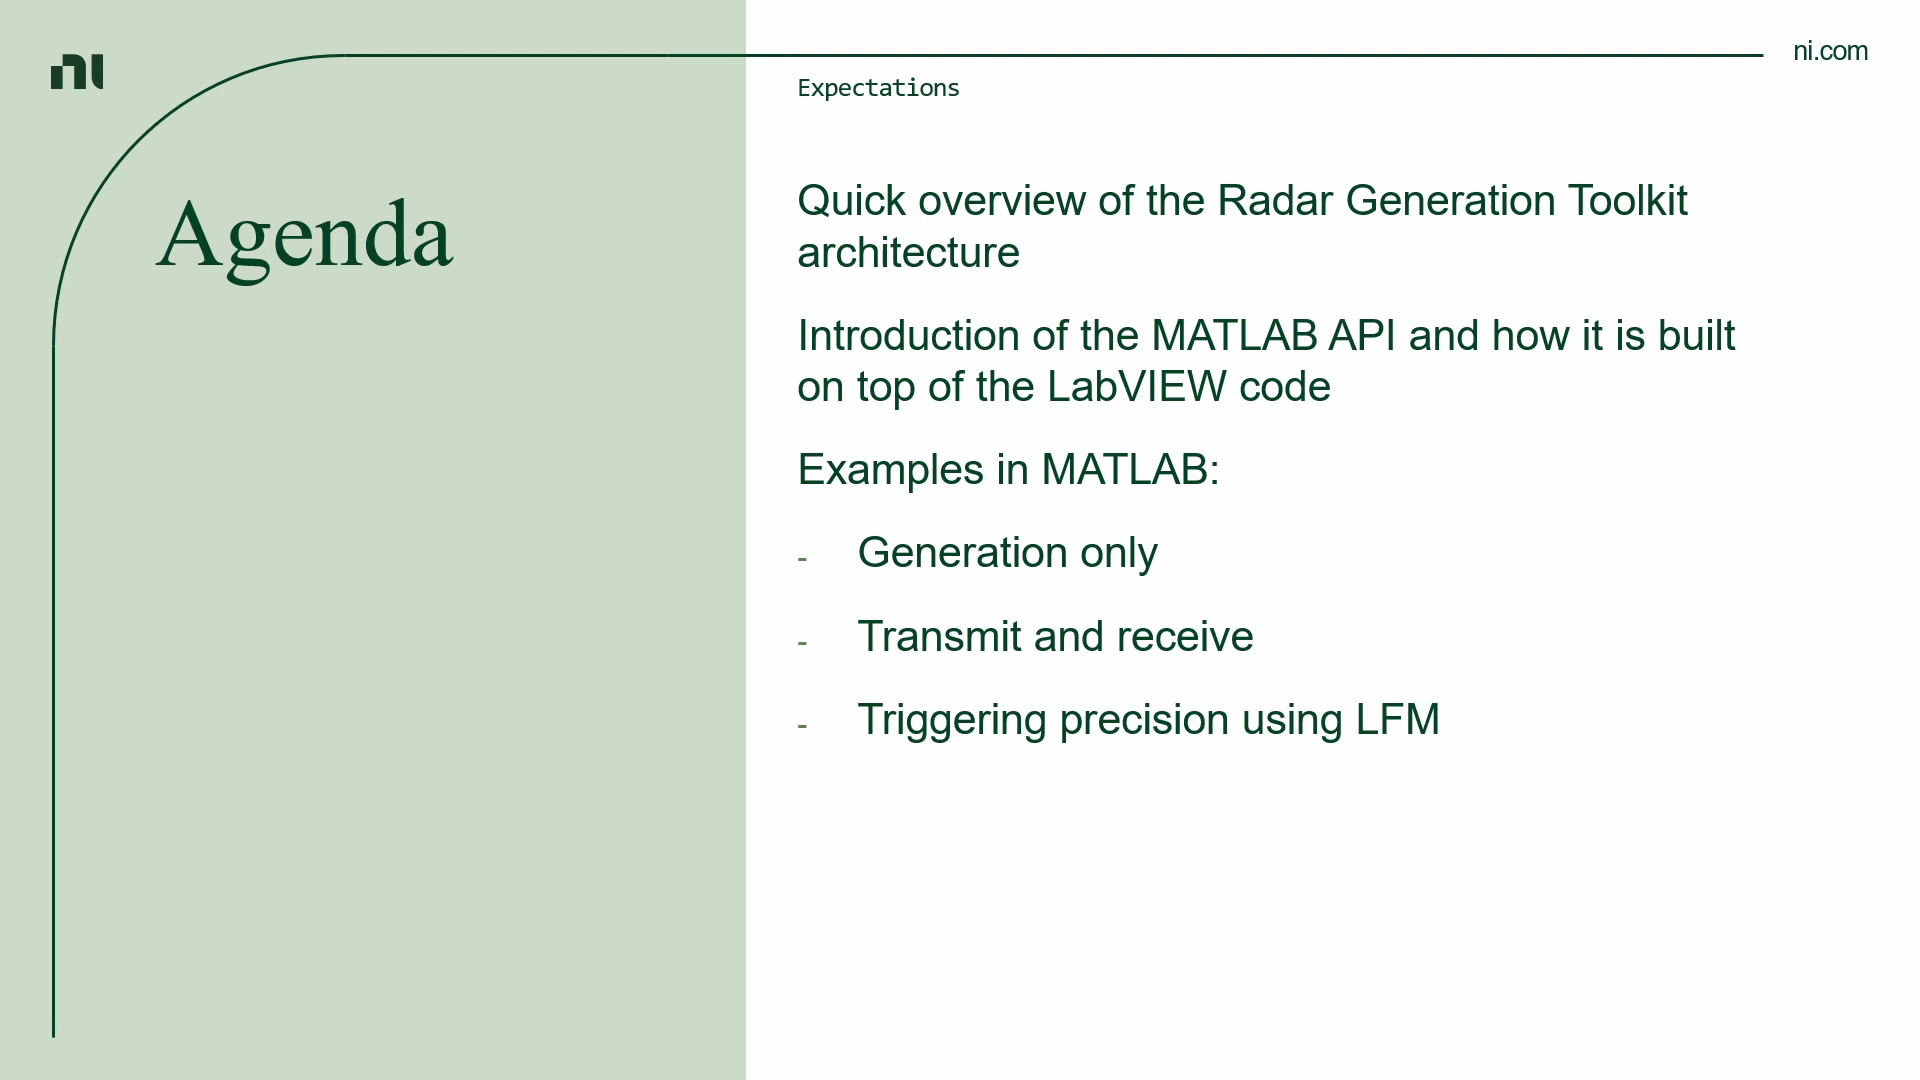 ni
ni.com
Expectations
Agenda
Quick overview of the Radar Generation Toolkit
architecture
Introduction of the MATLAB API and how it is built
on top of the LabVIEW code
Examples in MATLAB:
- Generation only
- Transmit and receive
- Triggering precision using LFM